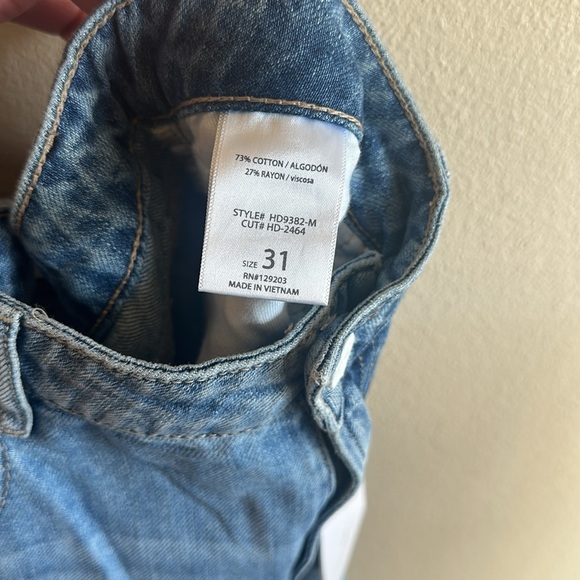 73% COTTON / ALGODÓN
27% RAYON / viscosa
STYLE# HD9382-M
CUT# HD-2464
SIZE 31
RN#129203
MADE IN VIETNAM